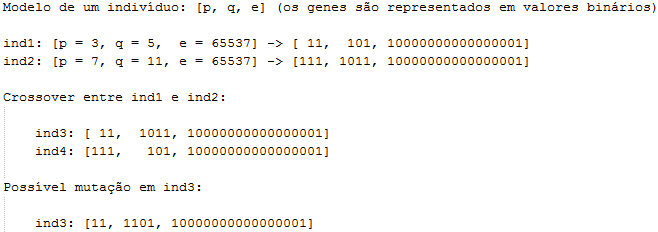 Modelo de um indivíduo: [p, q, e] (os genes são representados em valores binários)
ind1: [p = 3, q = 5,  e = 65537] -> [ 11,  101, 10000000000000001]
ind2: [p = 7, q = 11, e = 65537] -> [111, 1011, 10000000000000001]
Crossover entre ind1 e ind2:
ind3: [ 11,  1011, 10000000000000001]
ind4: [111,   101, 10000000000000001]
Possível mutação em ind3:
ind3: [11, 1101, 10000000000000001]